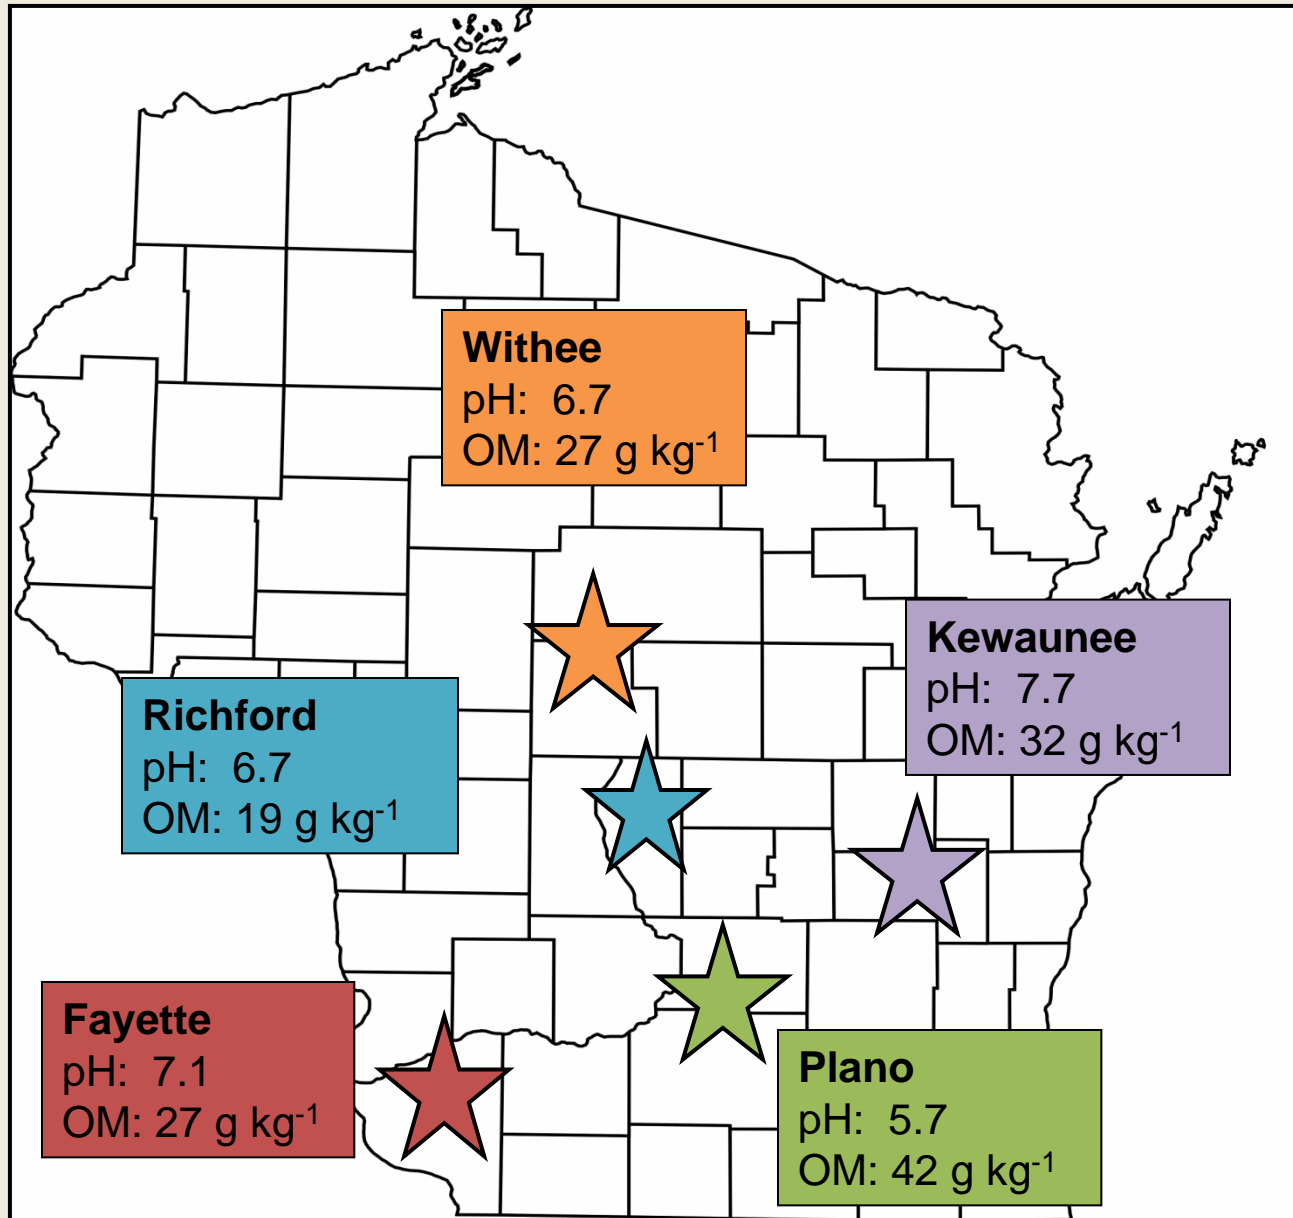 Withee
pH: 6.7
OM: 27 g kg⁻¹
Kewaunee
pH: 7.7
OM: 32 g kg⁻¹
Richford
pH: 6.7
OM: 19 g kg⁻¹
Fayette
pH: 7.1
OM: 27 g kg⁻¹
Plano
pH: 5.7
OM: 42 g kg⁻¹